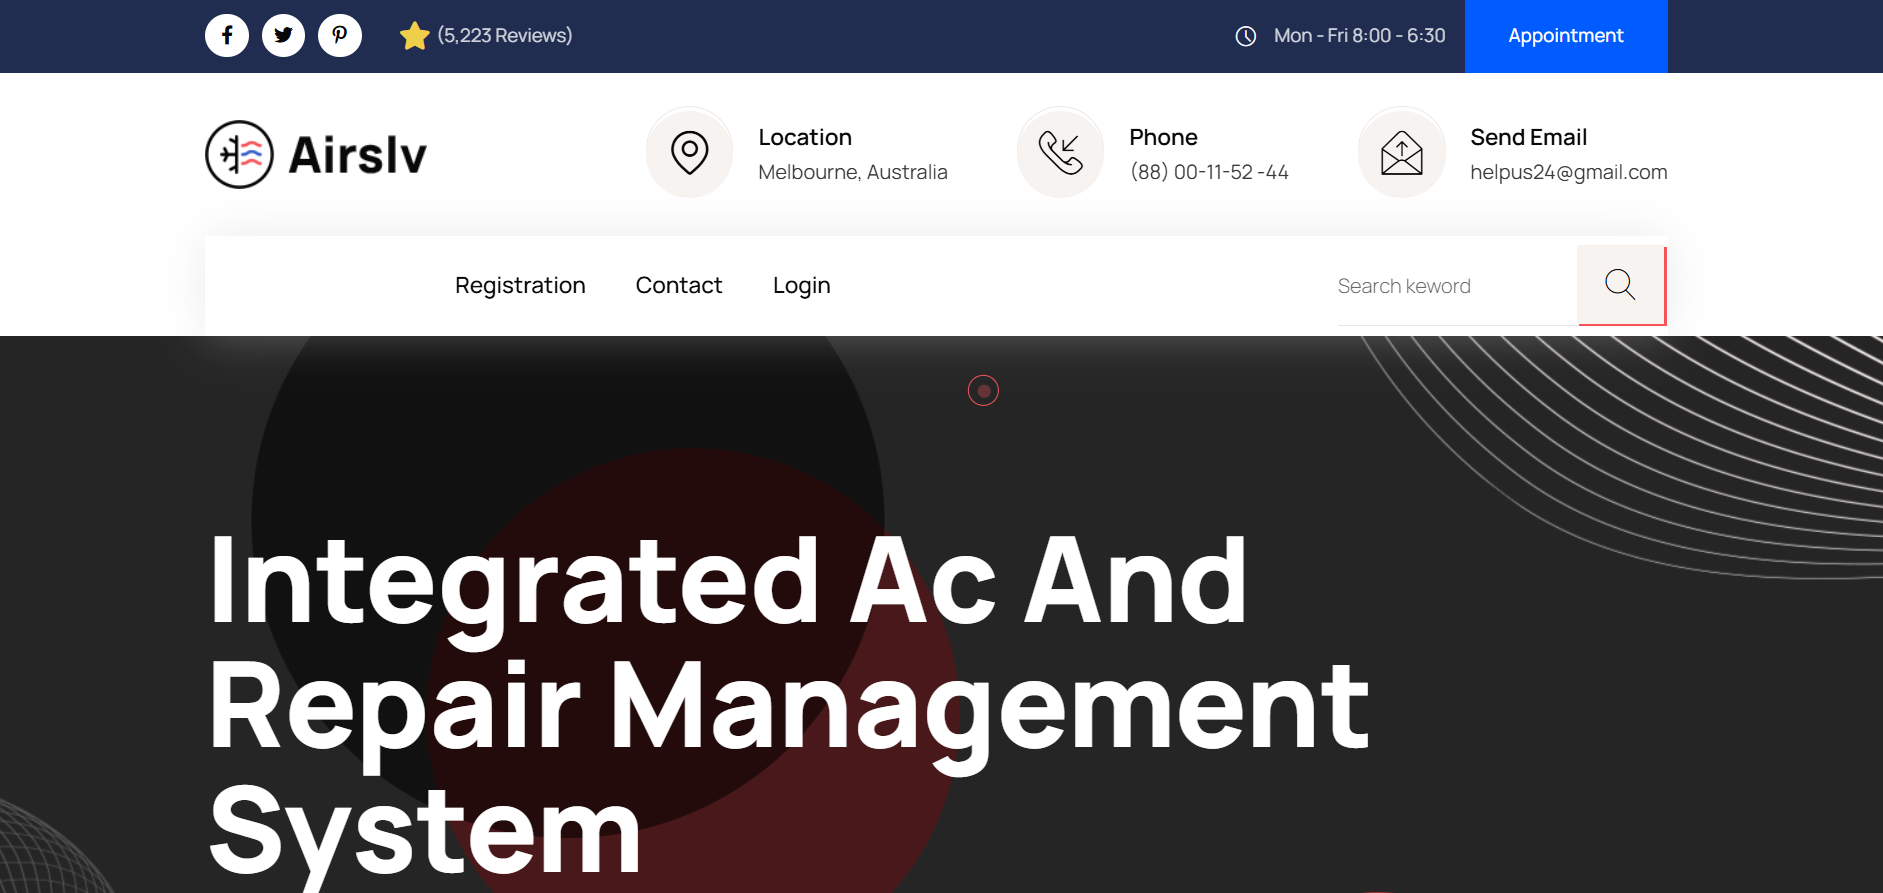 (5,223 Reviews)
Mon - Fri 8:00 - 6:30
Appointment
Airslv
Location
Melbourne, Australia
Phone
(88) 00-11-52 -44
Send Email
helpus24@gmail.com
Registration
Contact
Login
Search keword
Integrated Ac And
Repair Management
System